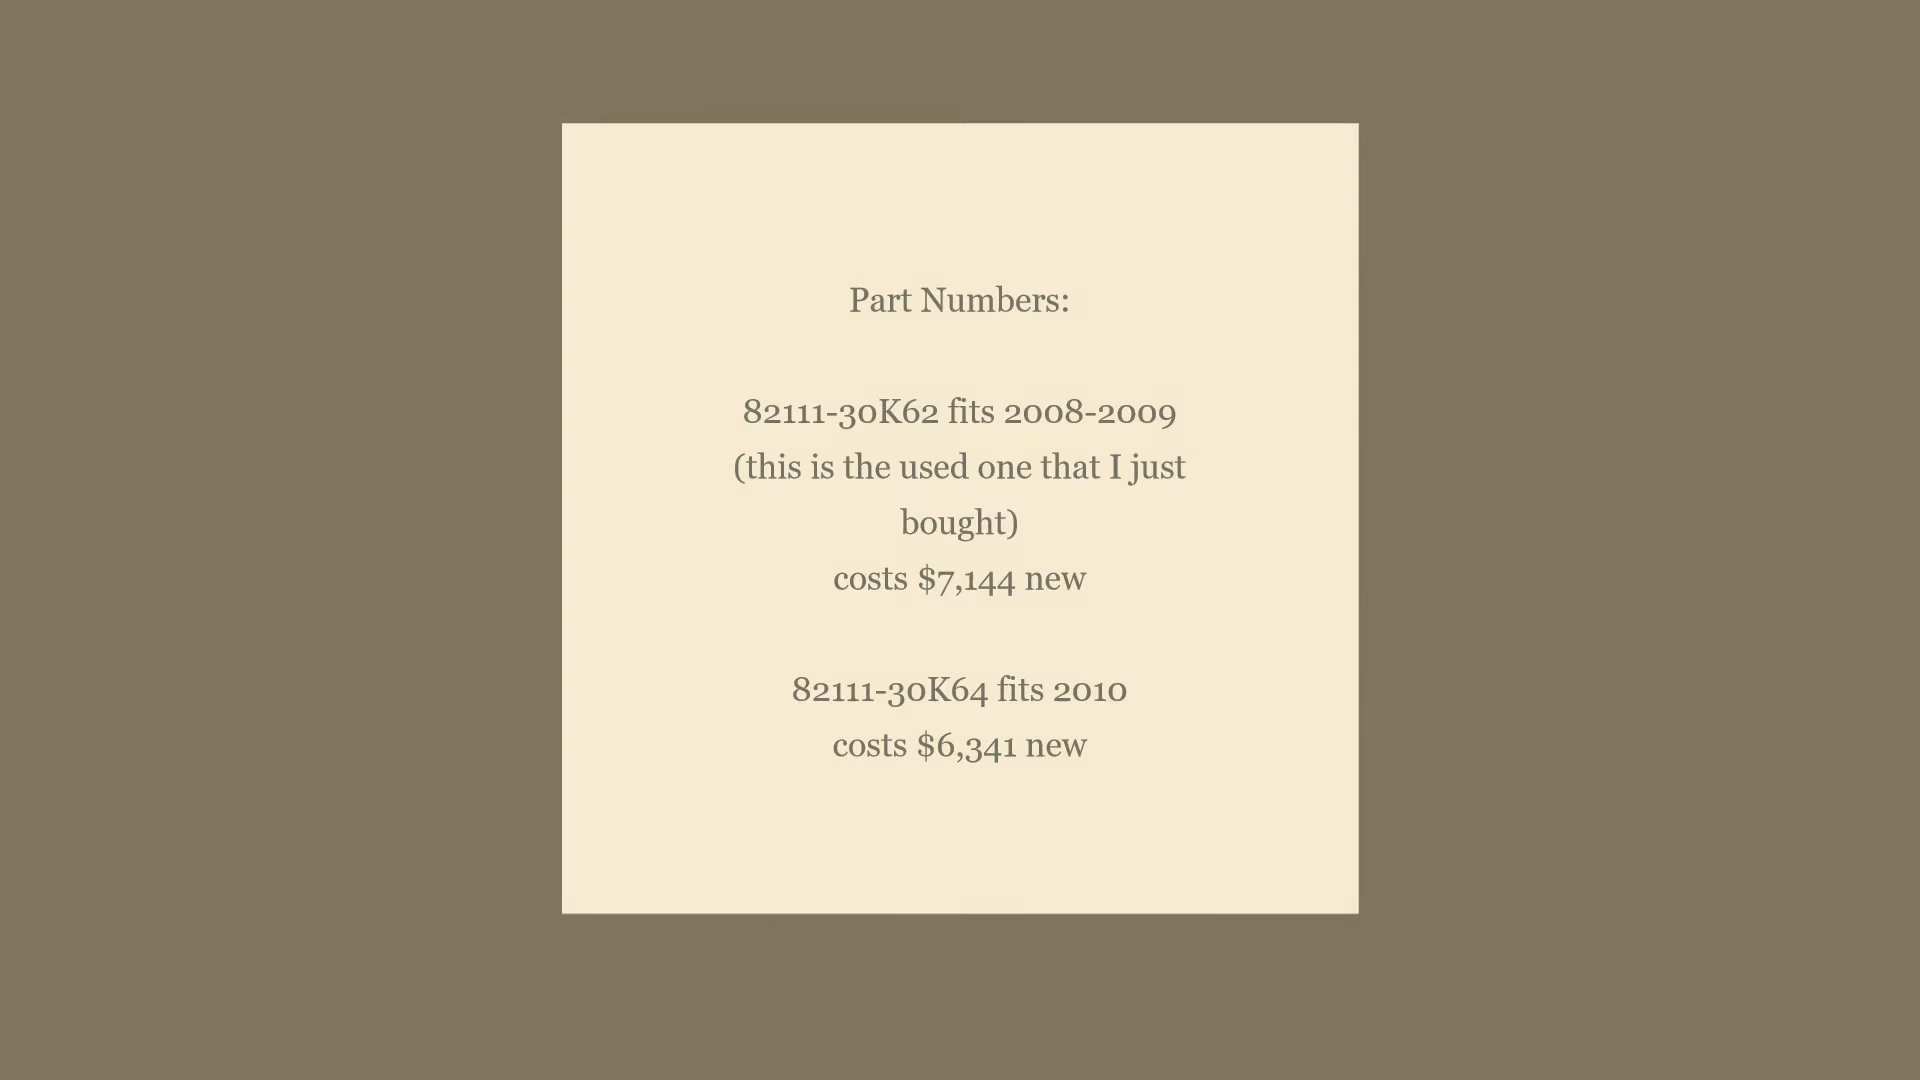 Part Numbers:
82111-30K62 fits 2008-2009
(this is the used one that I just
bought)
costs $7,144 new
82111-30K64 fits 2010
costs $6,341 new